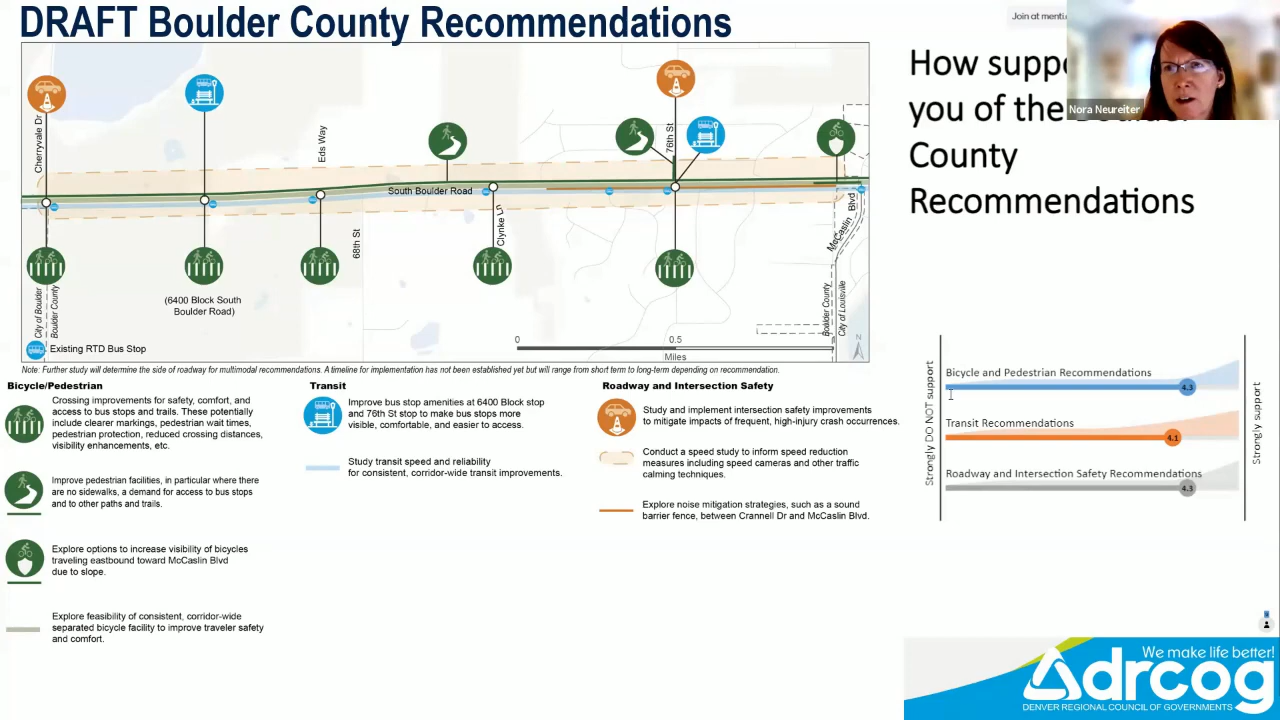 DRAFT Boulder County Recommendations
Cherryvale Dr
Eds Way
76th St
South Boulder Road
68th St
Clynke Ln
McCaslin Blvd
(6400 Block South
Boulder Road)
City of Boulder
Boulder County
Boulder County
City of Louisville
Existing RTD Bus Stop
0
0.5
Miles
N
Note: Further study will determine the side of roadway for multimodal recommendations. A timeline for implementation has not been established yet but will range from short term to long-term depending on recommendation.
Bicycle/Pedestrian
Crossing improvements for safety, comfort, and
access to bus stops and trails. These potentially
include clearer markings, pedestrian wait times,
pedestrian protection, reduced crossing distances,
visibility enhancements, etc.
Improve pedestrian facilities, in particular where there
are no sidewalks, a demand for access to bus stops
and to other paths and trails.
Explore options to increase visibility of bicycles
traveling eastbound toward McCaslin Blvd
due to slope.
Explore feasibility of consistent, corridor-wide
separated bicycle facility to improve traveler safety
and comfort.
Transit
Improve bus stop amenities at 6400 Block stop
and 76th St stop to make bus stops more
visible, comfortable, and easier to access.
Study transit speed and reliability
for consistent, corridor-wide transit improvements.
Roadway and Intersection Safety
Study and implement intersection safety improvements
to mitigate impacts of frequent, high-injury crash occurrences.
Conduct a speed study to inform speed reduction
measures including speed cameras and other traffic
calming techniques.
Explore noise mitigation strategies, such as a sound
barrier fence, between Crannell Dr and McCaslin Blvd.
Join at
Nora Neureiter
How
you of the
County
Recommendations
Strongly DO NOT support
Bicycle and Pedestrian Recommendations
4.3
Transit Recommendations
4.1
Roadway and Intersection Safety Recommendations
4.3
Strongly support
We make life better!
drcog
DENVER REGIONAL COUNCIL OF GOVERNMENTS